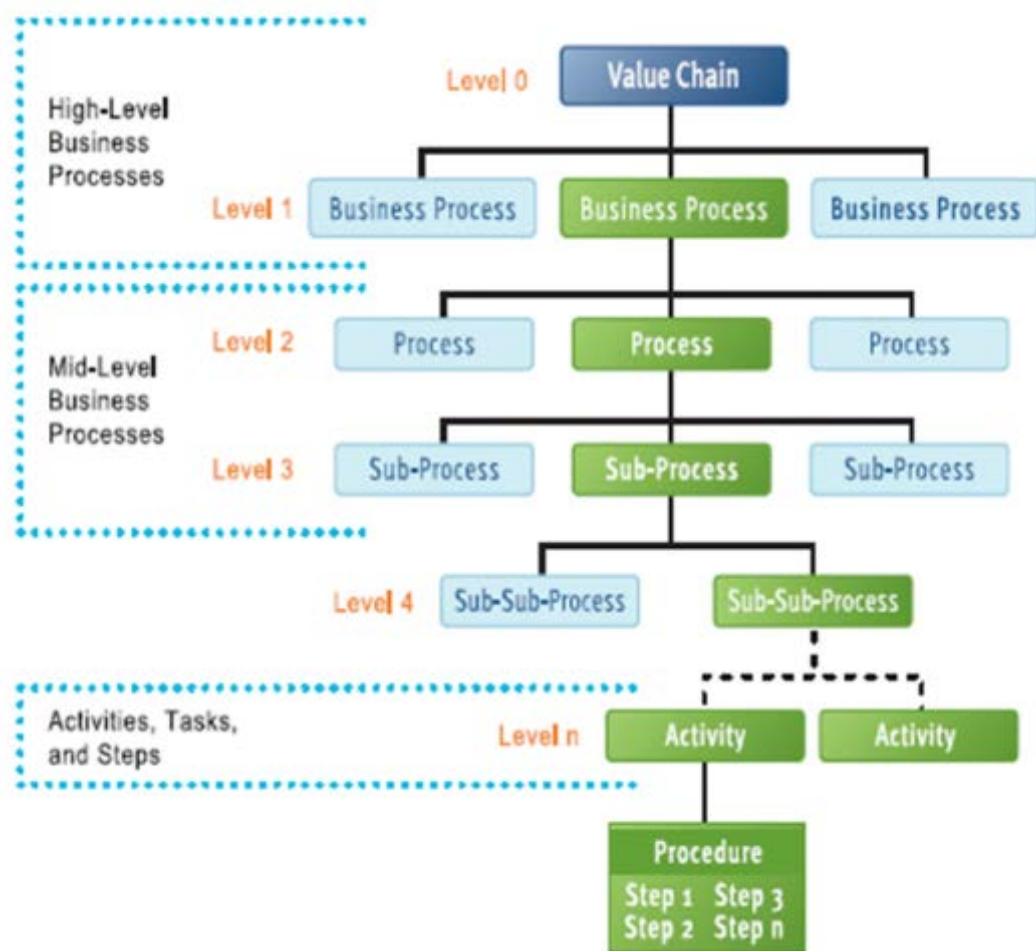 High-Level
Business
Processes
Level 0
Value Chain
Level 1
Business Process
Business Process
Business Process
Mid-Level
Business
Processes
Level 2
Process
Process
Process
Level 3
Sub-Process
Sub-Process
Sub-Process
Level 4
Sub-Sub-Process
Sub-Sub-Process
Activities, Tasks,
and Steps
Level n
Activity
Activity
Procedure
Step 1 Step 3
Step 2 Step n